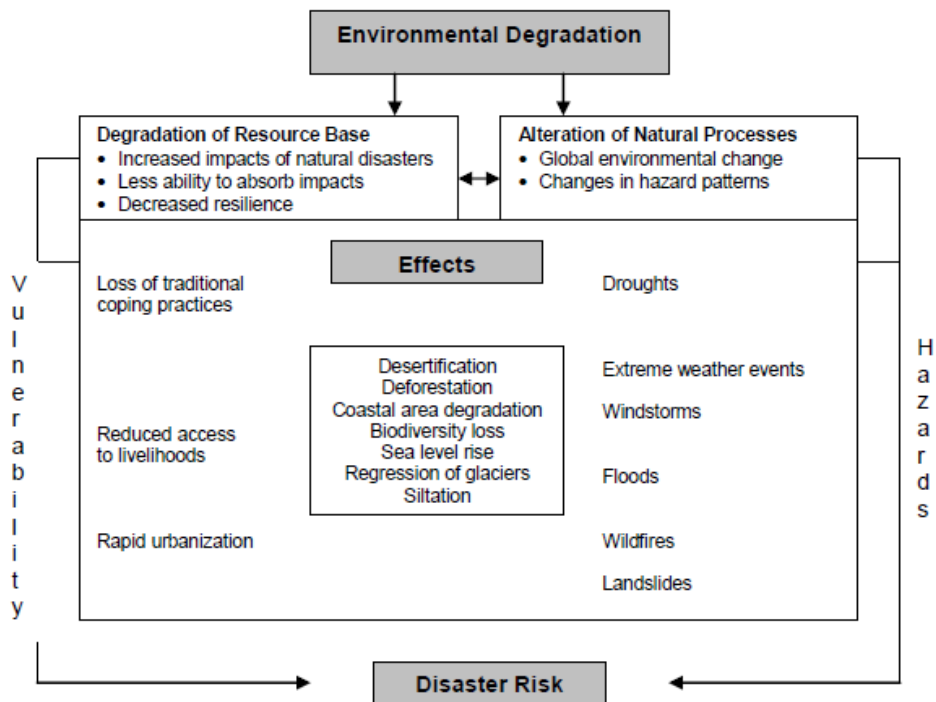 Environmental Degradation
Degradation of Resource Base
• Increased impacts of natural disasters
• Less ability to absorb impacts
• Decreased resilience
Alteration of Natural Processes
• Global environmental change
• Changes in hazard patterns
Effects
Vulnerability
Loss of traditional
coping practices
Reduced access
to livelihoods
Rapid urbanization
Desertification
Deforestation
Coastal area degradation
Biodiversity loss
Sea level rise
Regression of glaciers
Siltation
Droughts
Extreme weather events
Windstorms
Floods
Wildfires
Landslides
Hazards
Disaster Risk